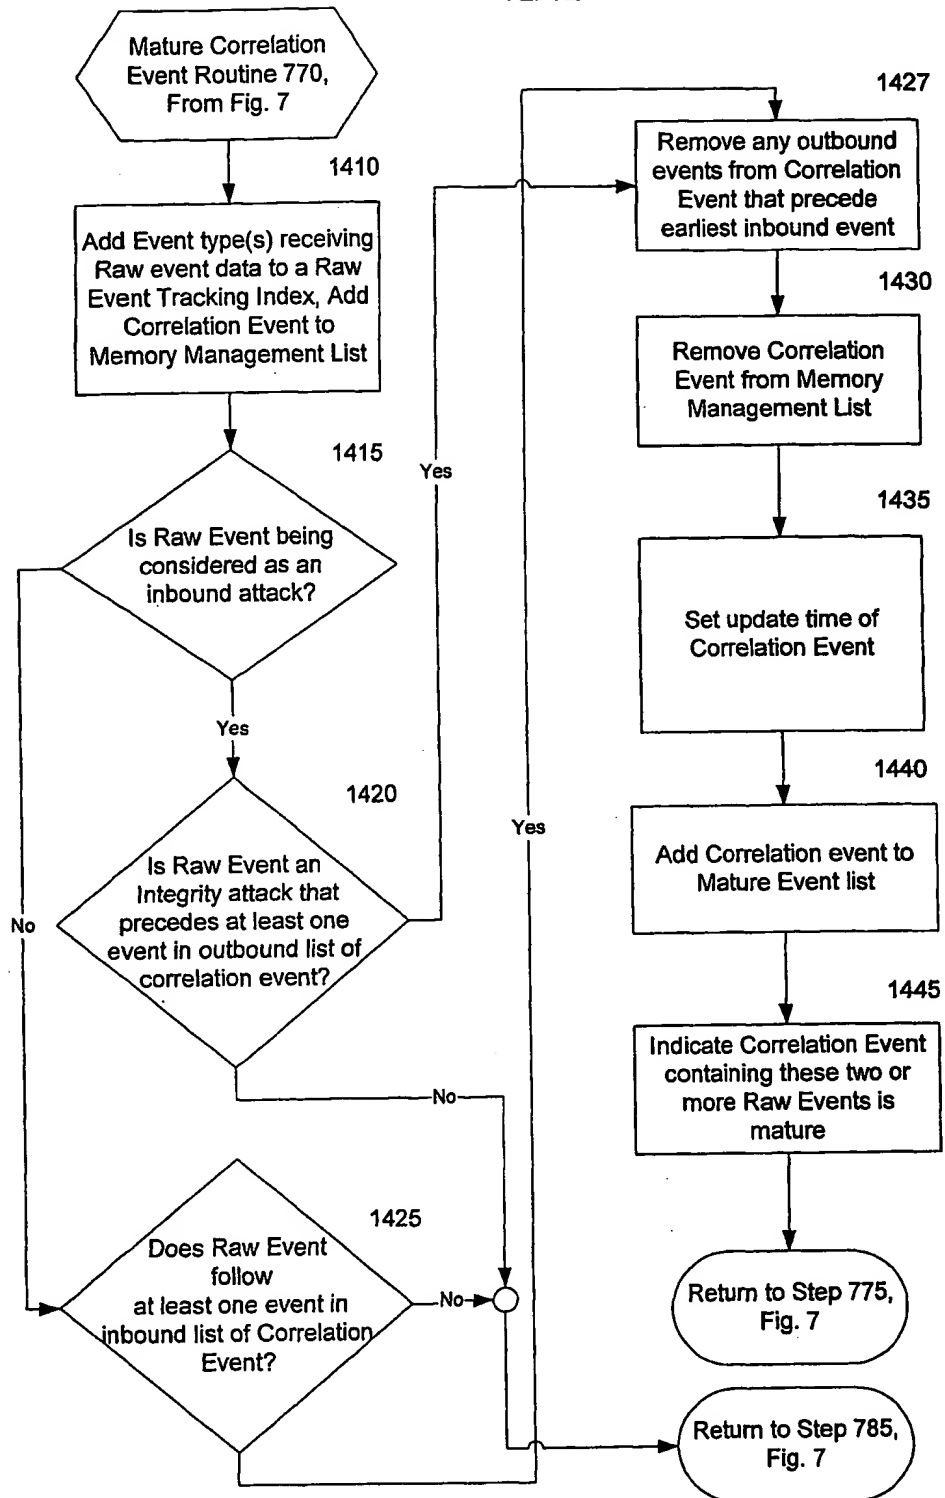 Mature Correlation
Event Routine 770,
From Fig. 7
1410
Add Event type(s) receiving
Raw event data to a Raw
Event Tracking Index, Add
Correlation Event to
Memory Management List
1415
Is Raw Event being
considered as an
inbound attack?
Yes
No
1420
Is Raw Event an
Integrity attack that
precedes at least one
event in outbound list of
correlation event?
Yes
No
1425
Does Raw Event
follow
at least one event in
inbound list of Correlation
Event?
No
Yes
1427
Remove any outbound
events from Correlation
Event that precede
earliest inbound event
1430
Remove Correlation
Event from Memory
Management List
1435
Set update time of
Correlation Event
1440
Add Correlation event to
Mature Event list
1445
Indicate Correlation Event
containing these two or
more Raw Events is
mature
Return to Step 775,
Fig. 7
Return to Step 785,
Fig. 7